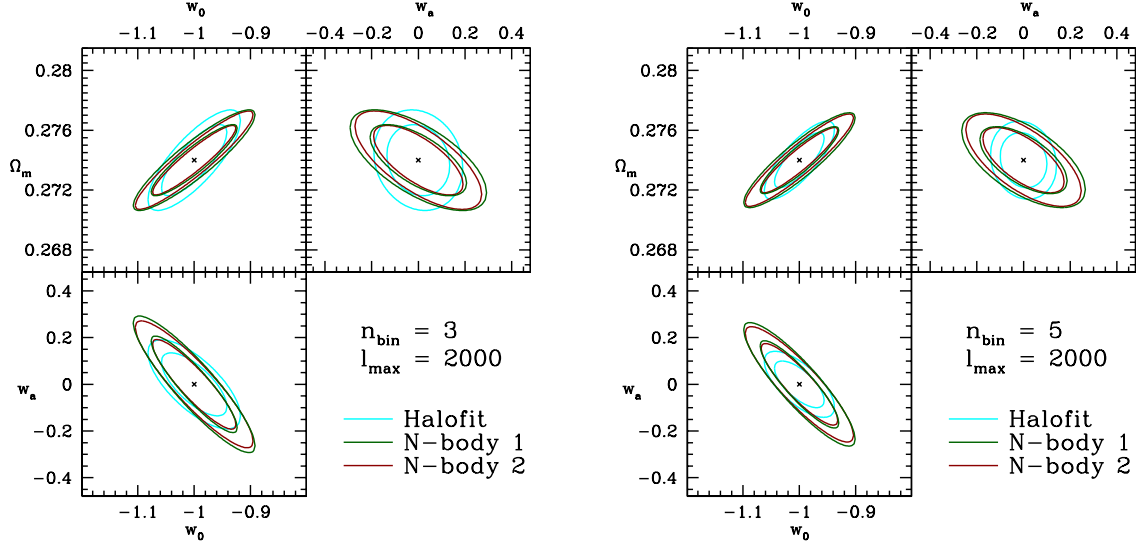 w0 wa w0 wa
−1.1 −1 −0.9 −0.2 0 0.2 0.4 −1.1 −1 −0.9 −0.4 −0.2 0 0.2 0.4
0.28 0.28
0.276 0.276
Ωm Ωm
0.272 0.272
0.268 0.268
0.4 0.4
0.2 nbin = 3 0.2 nbin = 5
lmax = 2000 lmax = 2000
wa 0 wa 0
Halofit Halofit
−0.2 N−body 1 −0.2 N−body 1
N−body 2 N−body 2
−0.4 −0.4
−1.1 −1 −0.9 −1.1 −1 −0.9
w0 w0